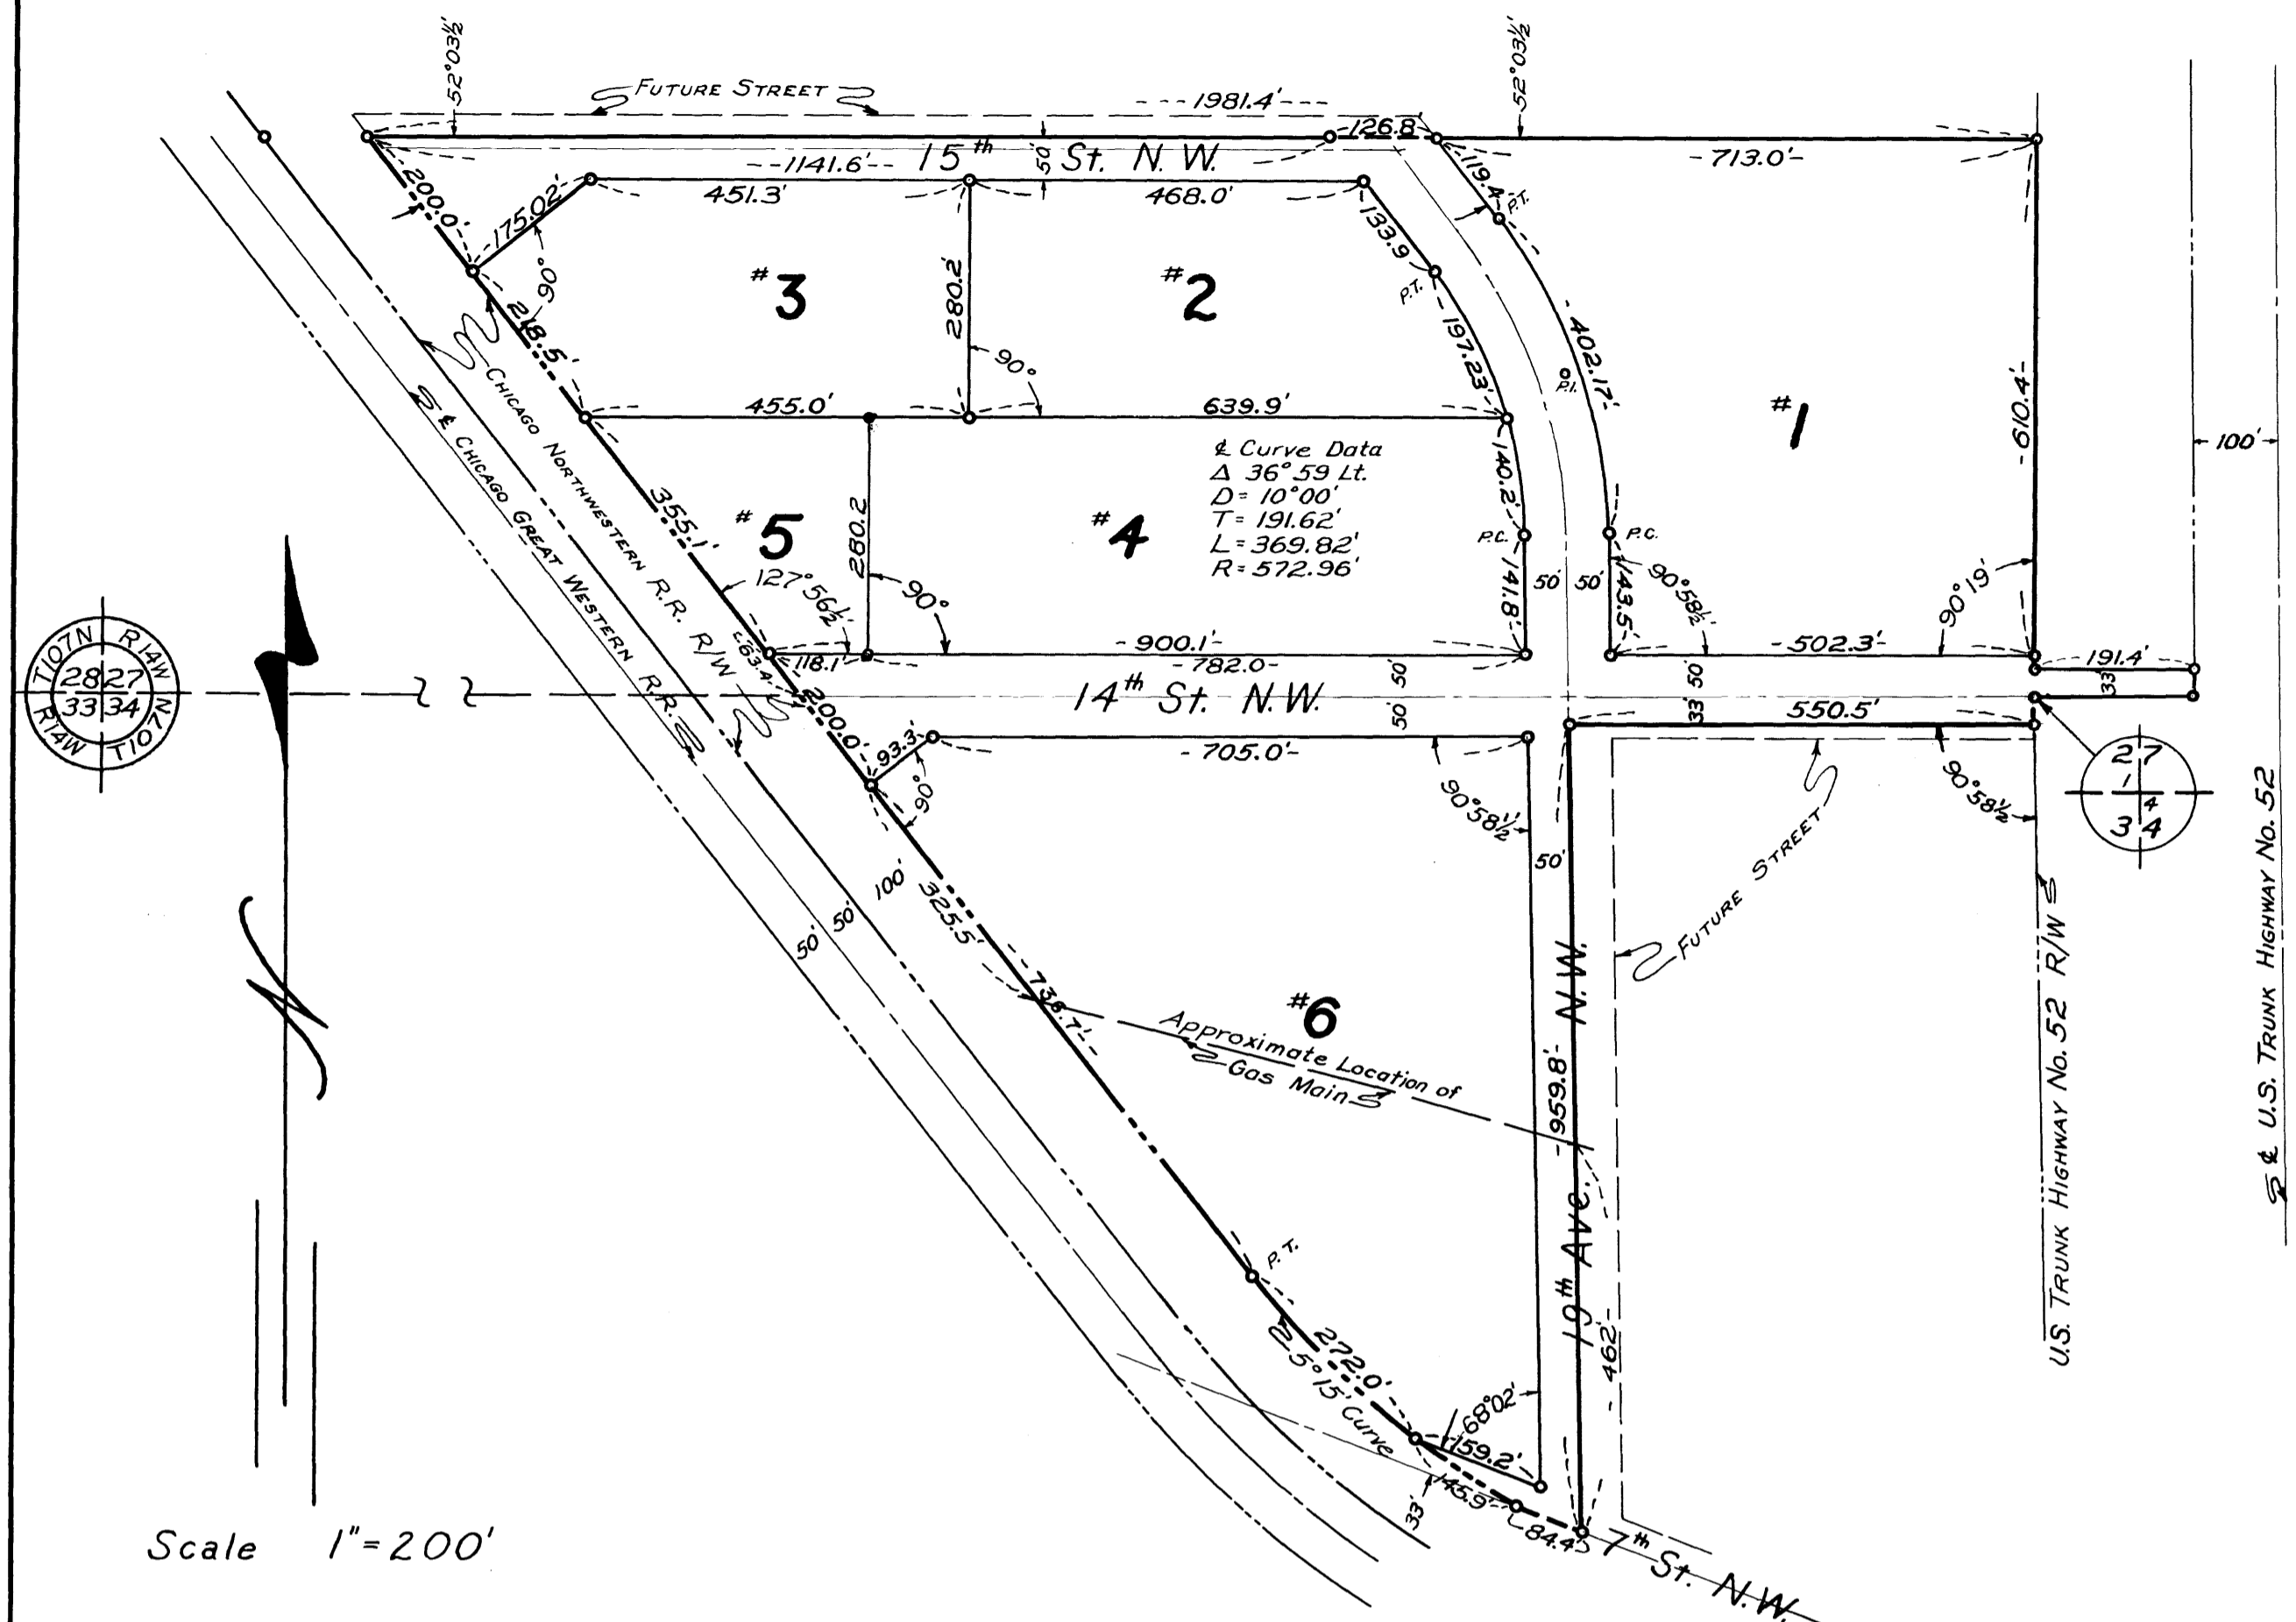 52°03½'
52°03½'
FUTURE STREET
---1981.4'---
-126.8'
--1141.6'--
15th St. N.W.
50'
-713.0'-
200.0'
175.02'
451.3'
468.0'
119.4
P.T.
133.9
90°
#3
280.2'
#2
P.T.
218.5'
197.23'
402.17'
P.I.
90°
#1
-610.4'-
100'
455.0'
639.9'
CHICAGO NORTHWESTERN R.R. R/W
℄ CHICAGO GREAT WESTERN R.R.
℄ Curve Data
Δ 36°59 Lt.
D = 10°00'
T = 191.62'
L = 369.82'
R = 572.96'
140.2'
355.1'
#5
280.2
#4
P.C.
P.C.
127°56½'
90°
141.8'
50'
50'
143.5'
90°58½'
90°19'
T107N R14W
28 27
33 34
R14W T107N
-900.1'-
-502.3'-
118.1'
-782.0-
50'
50'
191.4'
63.4
14th St. N.W.
33'
200.0'
50'
33'
550.5'
93.3'
-705.0'-
90°
90°58½'
90°58½'
27
1
4
34
50'
FUTURE STREET
100'
325.5'
50'
50'
736.7'
#6
Approximate Location of
Gas Main
-959.8'-
19th Ave. N.W.
U.S. TRUNK HIGHWAY No. 52 R/W
℄ U.S. TRUNK HIGHWAY No. 52
P.T.
272.0'
5°15' Curve
-462'-
68°02'
159.2'
145.9'
33'
84.4'
7th St. N.W.
Scale 1"=200'